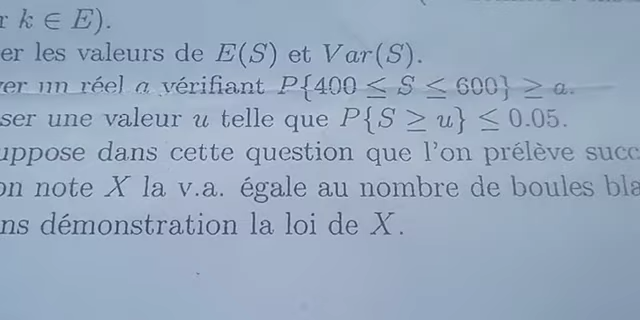 k ∈ E).
er les valeurs de E(S) et Var(S).
er un réel a vérifiant P{400 ≤ S ≤ 600} ≥ a.
ser une valeur u telle que P{S ≥ u} ≤ 0.05.
uppose dans cette question que l'on prélève succ
on note X la v.a. égale au nombre de boules bla
ns démonstration la loi de X.